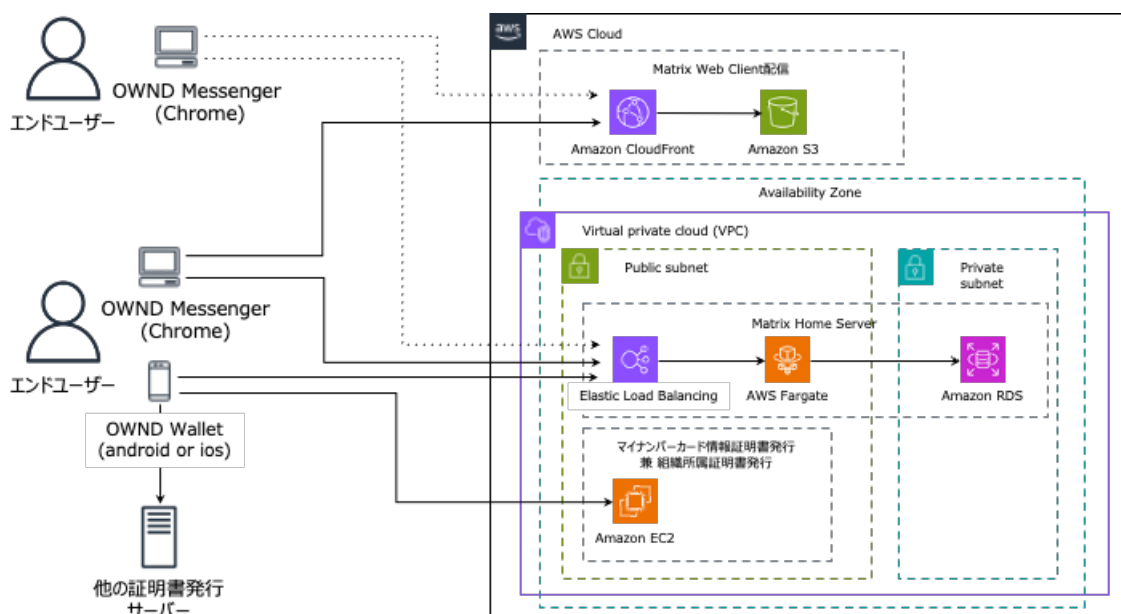 aws
AWS Cloud
Matrix Web Client配信
OWND Messenger
(Chrome)
エンドユーザー
Amazon CloudFront
Amazon S3
Availability Zone
Virtual private cloud (VPC)
Public subnet
Private
subnet
OWND Messenger
(Chrome)
エンドユーザー
Matrix Home Server
Elastic Load Balancing
AWS Fargate
Amazon RDS
OWND Wallet
(android or ios)
マイナンバーカード情報証明書発行
兼 組織所属証明書発行
Amazon EC2
他の証明書発行
サーバー